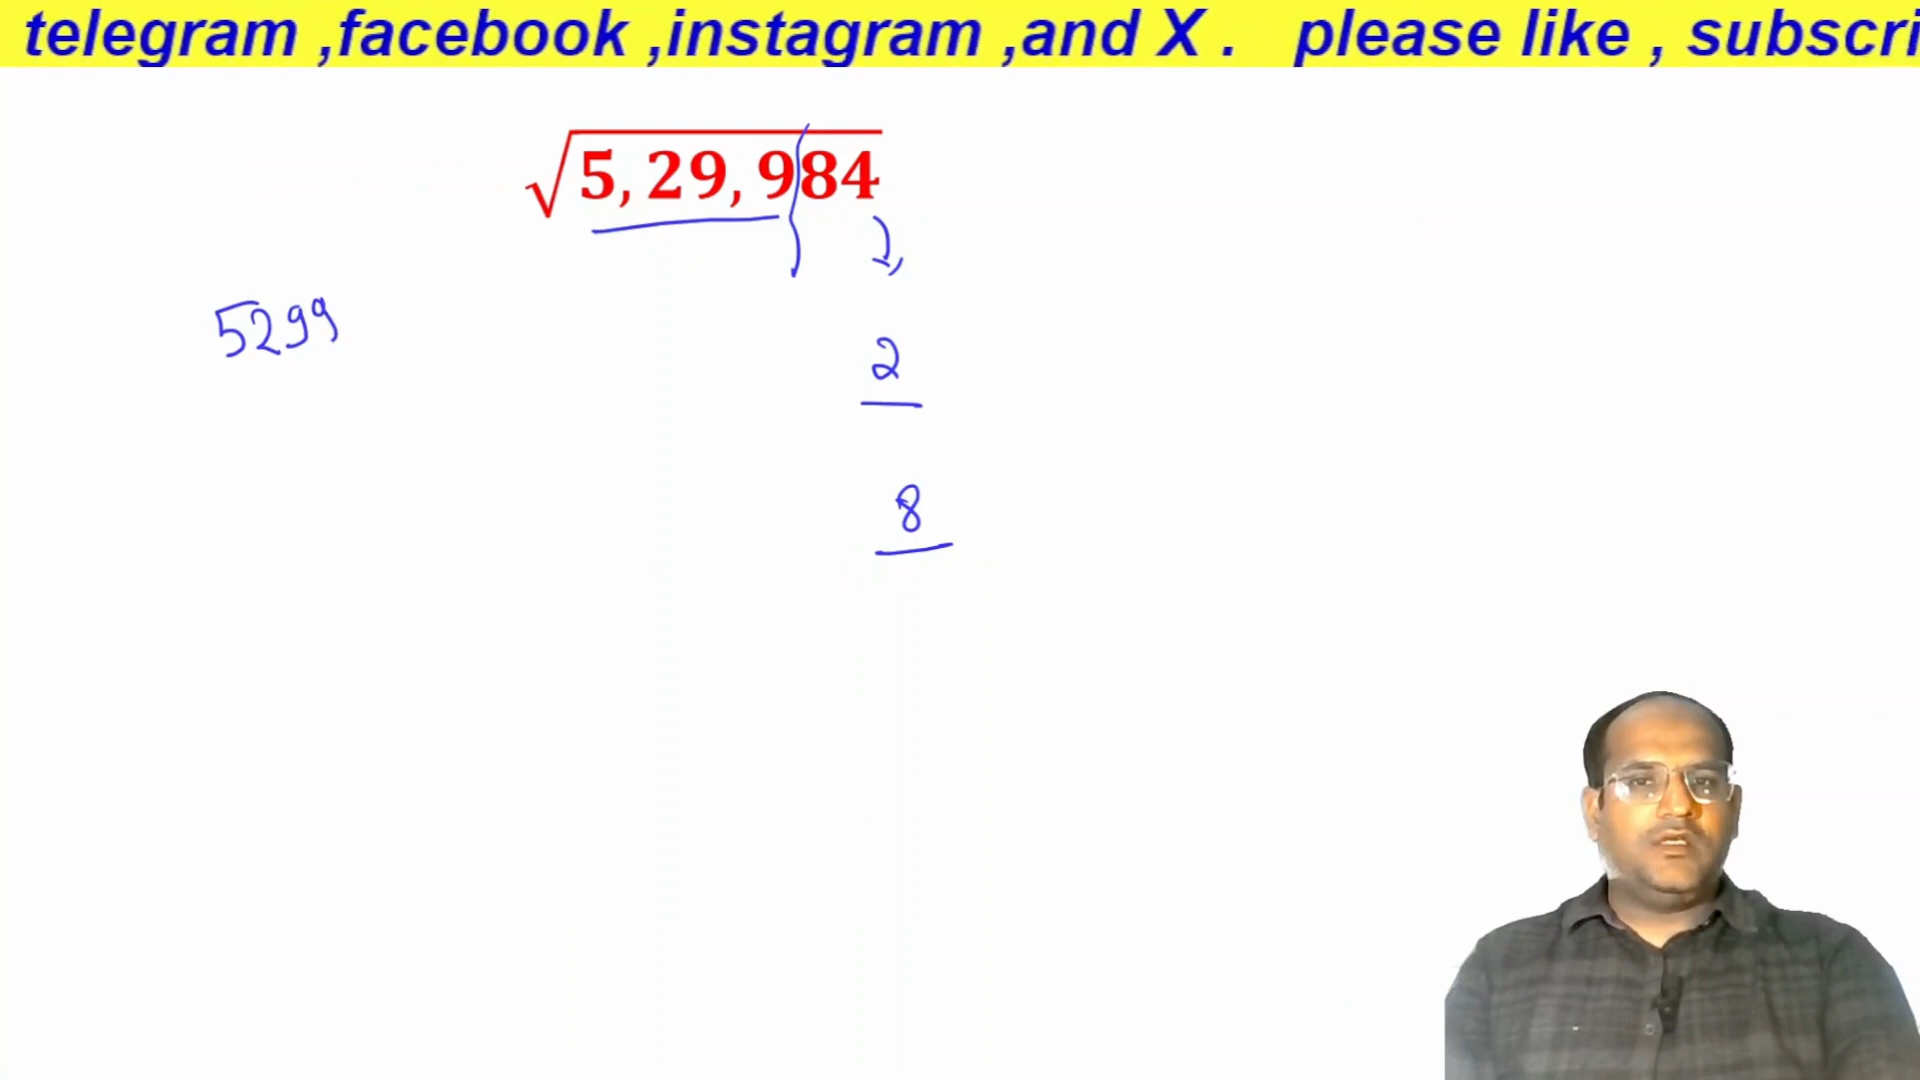 telegram ,facebook ,instagram ,and X . please like , subscri
√5,29,984
5299
2
8